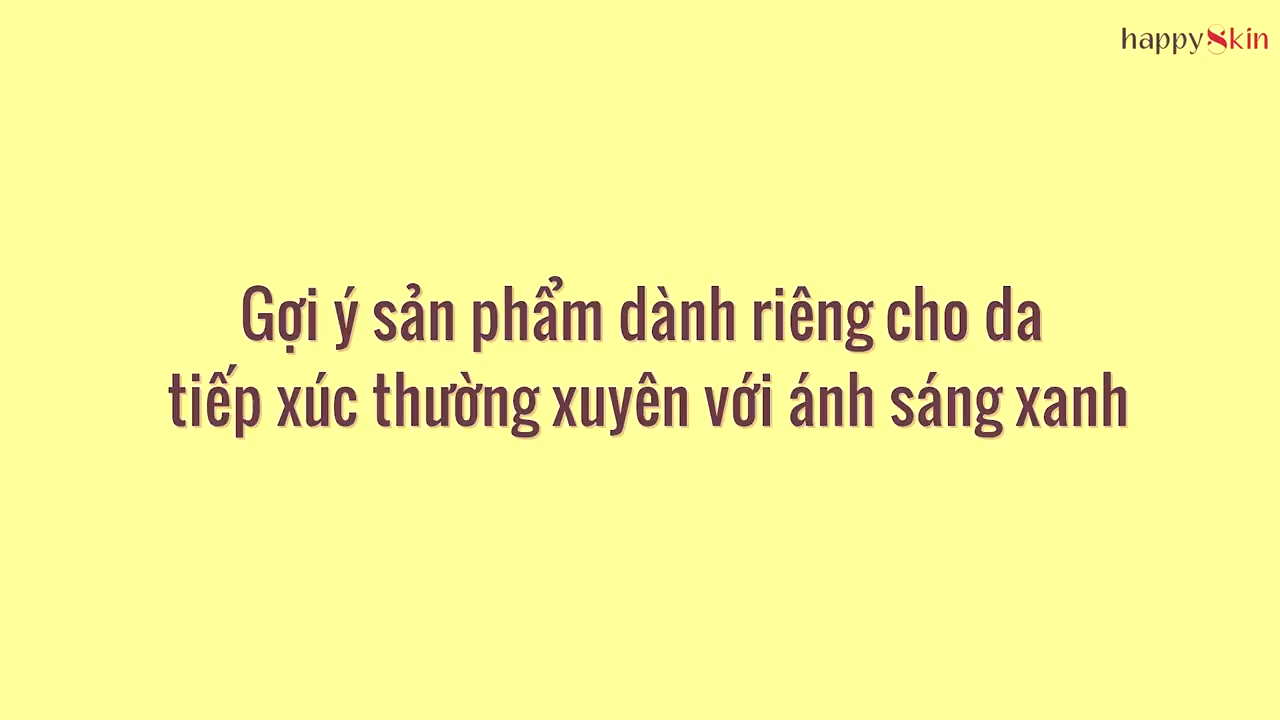 happySkin
Gợi ý sản phẩm dành riêng cho da
tiếp xúc thường xuyên với ánh sáng xanh